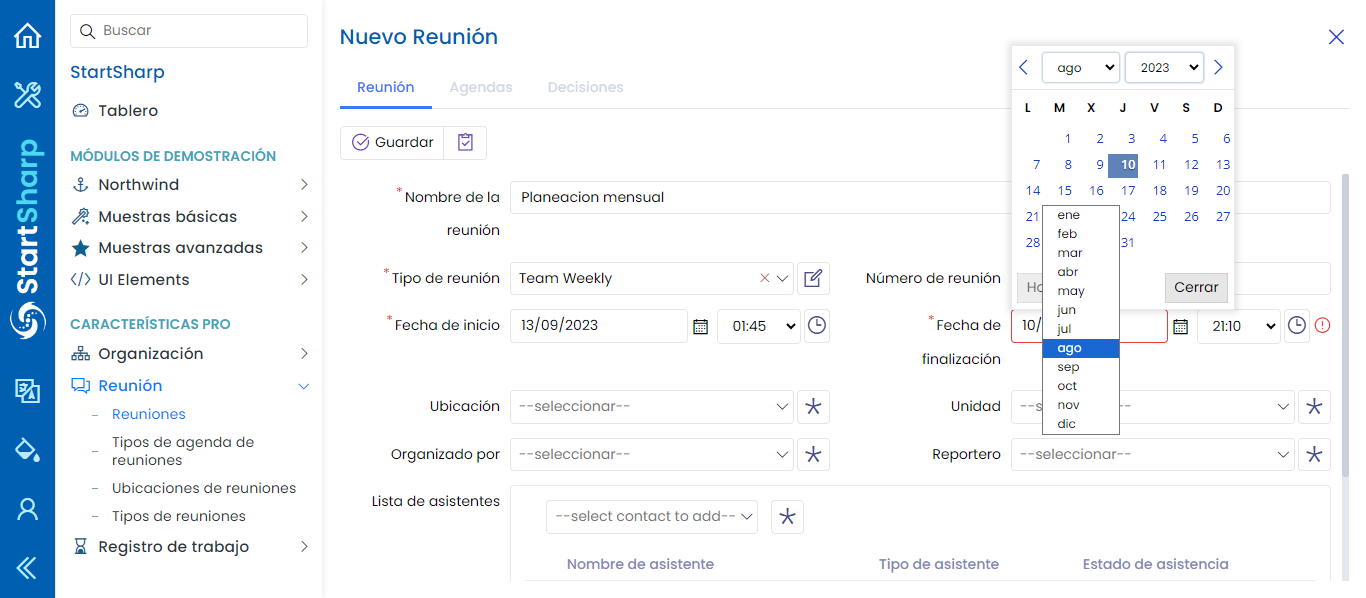 StartSharp
Buscar
StartSharp
Tablero
MÓDULOS DE DEMOSTRACIÓN
Northwind
Muestras básicas
Muestras avanzadas
UI Elements
CARACTERÍSTICAS PRO
Organización
Reunión
Reuniones
Tipos de agenda de
reuniones
Ubicaciones de reuniones
Tipos de reuniones
Registro de trabajo
Nuevo Reunión
Reunión Agendas Decisiones
Guardar
*Nombre de la
reunión
Planeacion mensual
*Tipo de reunión
Team Weekly
Número de reunión
*Fecha de inicio
13/09/2023
01:45
*Fecha de
finalización
10/
21:10
Ubicación
--seleccionar--
Unidad
Organizado por
--seleccionar--
Reportero
--seleccionar--
Lista de asistentes
--select contact to add--
Nombre de asistente Tipo de asistente Estado de asistencia
ago 2023
L M X J V S D
1 2 3 4 5 6
7 8 9 10 11 12 13
14 15 16 17 18 19 20
21 24 25 26 27
28 31
Cerrar
ene
feb
mar
abr
may
jun
jul
ago
sep
oct
nov
dic